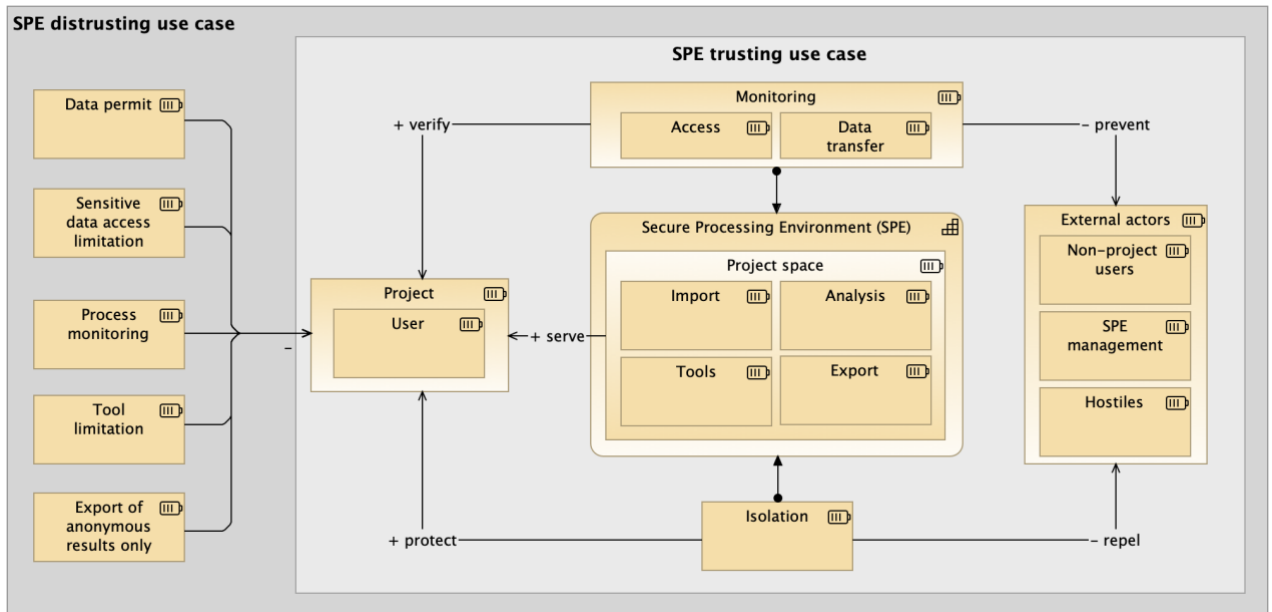 SPE distrusting use case
SPE trusting use case
Data permit
Sensitive
data access
limitation
Process
monitoring
Tool
limitation
Export of
anonymous
results only
–
+ verify
Monitoring
Access
Data
transfer
– prevent
Project
User
+ serve
Secure Processing Environment (SPE)
Project space
Import
Analysis
Tools
Export
External actors
Non-project
users
SPE
management
Hostiles
+ protect
Isolation
– repel